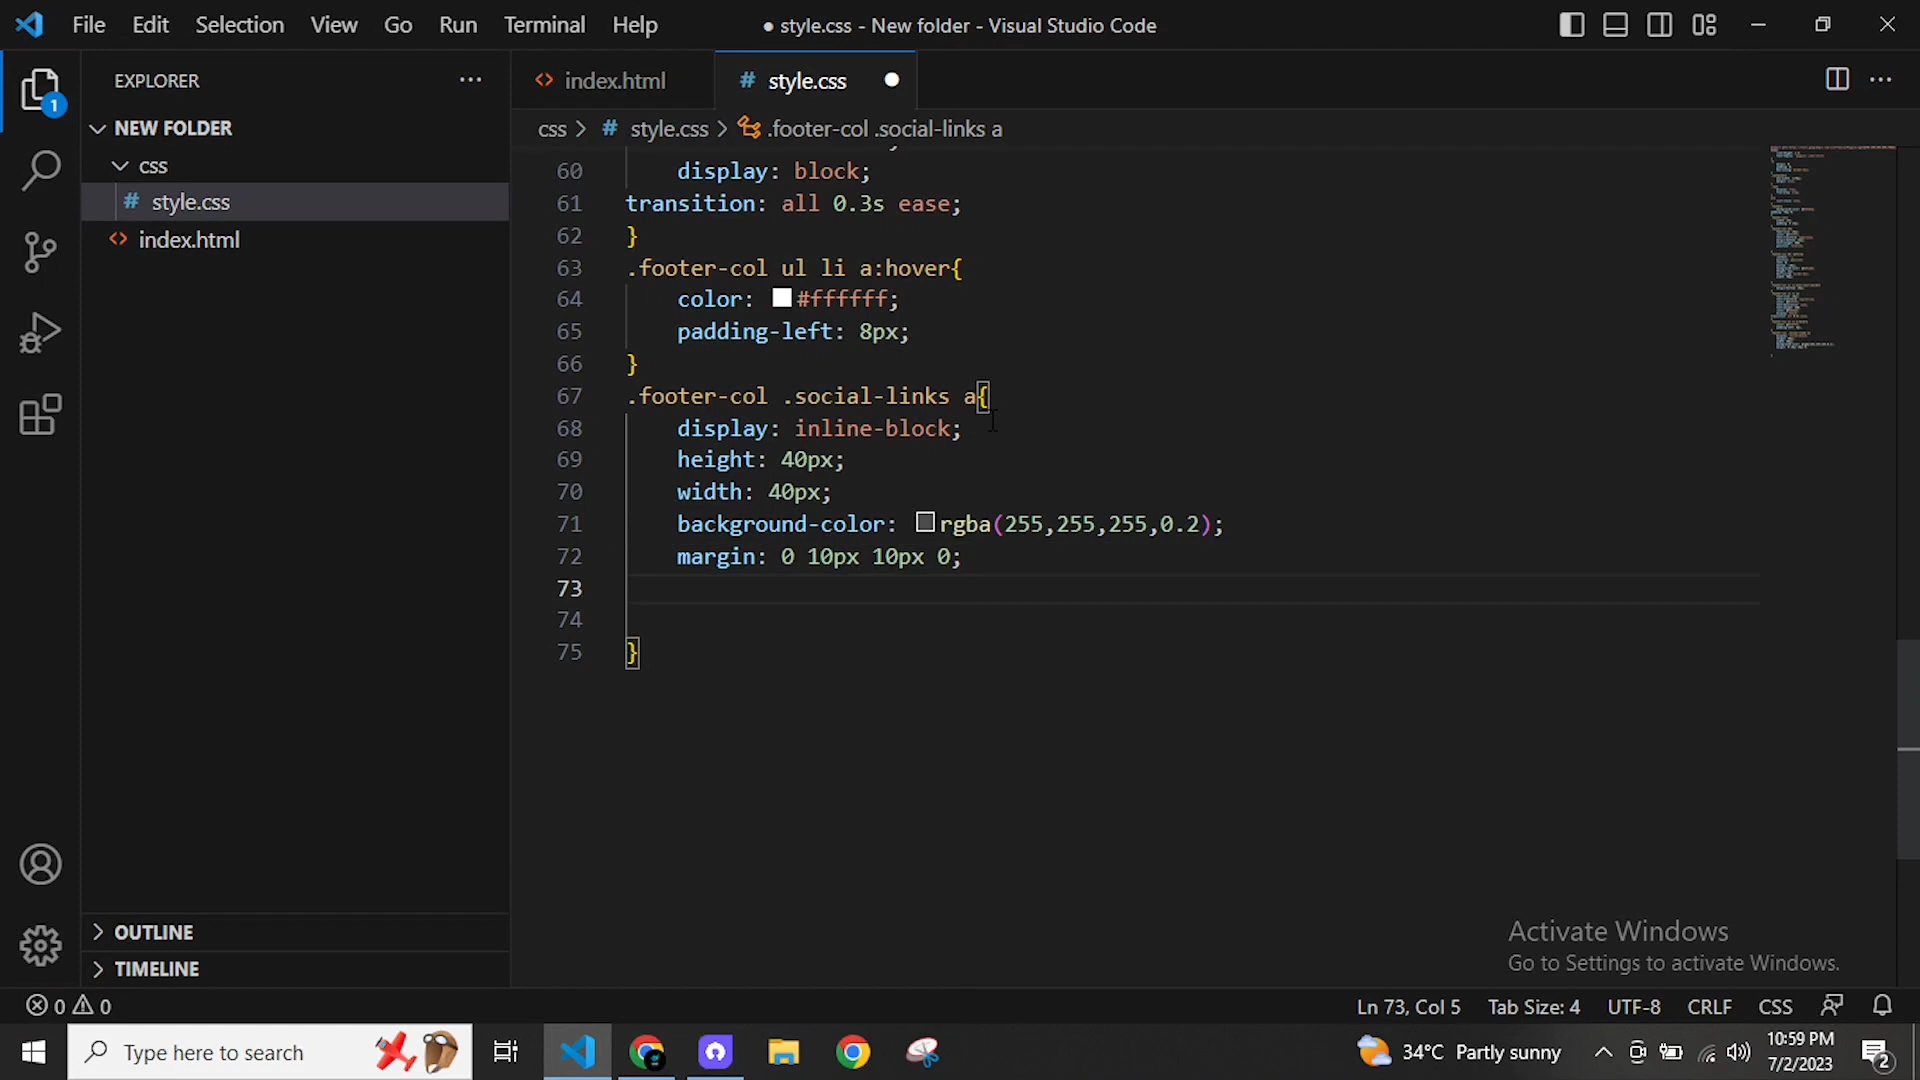 File Edit Selection View Go Run Terminal Help
● style.css - New folder - Visual Studio Code
1
EXPLORER
NEW FOLDER
css
# style.css
<> index.html
OUTLINE
TIMELINE
<> index.html
# style.css
css > # style.css > .footer-col .social-links a
60 display: block;
61 transition: all 0.3s ease;
62 }
63 .footer-col ul li a:hover{
64 color: #ffffff;
65 padding-left: 8px;
66 }
67 .footer-col .social-links a{
68 display: inline-block;
69 height: 40px;
70 width: 40px;
71 background-color: rgba(255,255,255,0.2);
72 margin: 0 10px 10px 0;
73
74
75 }
Activate Windows
Go to Settings to activate Windows.
0 0
Ln 73, Col 5 Tab Size: 4 UTF-8 CRLF CSS
Type here to search
34°C Partly sunny
10:59 PM
7/2/2023
2